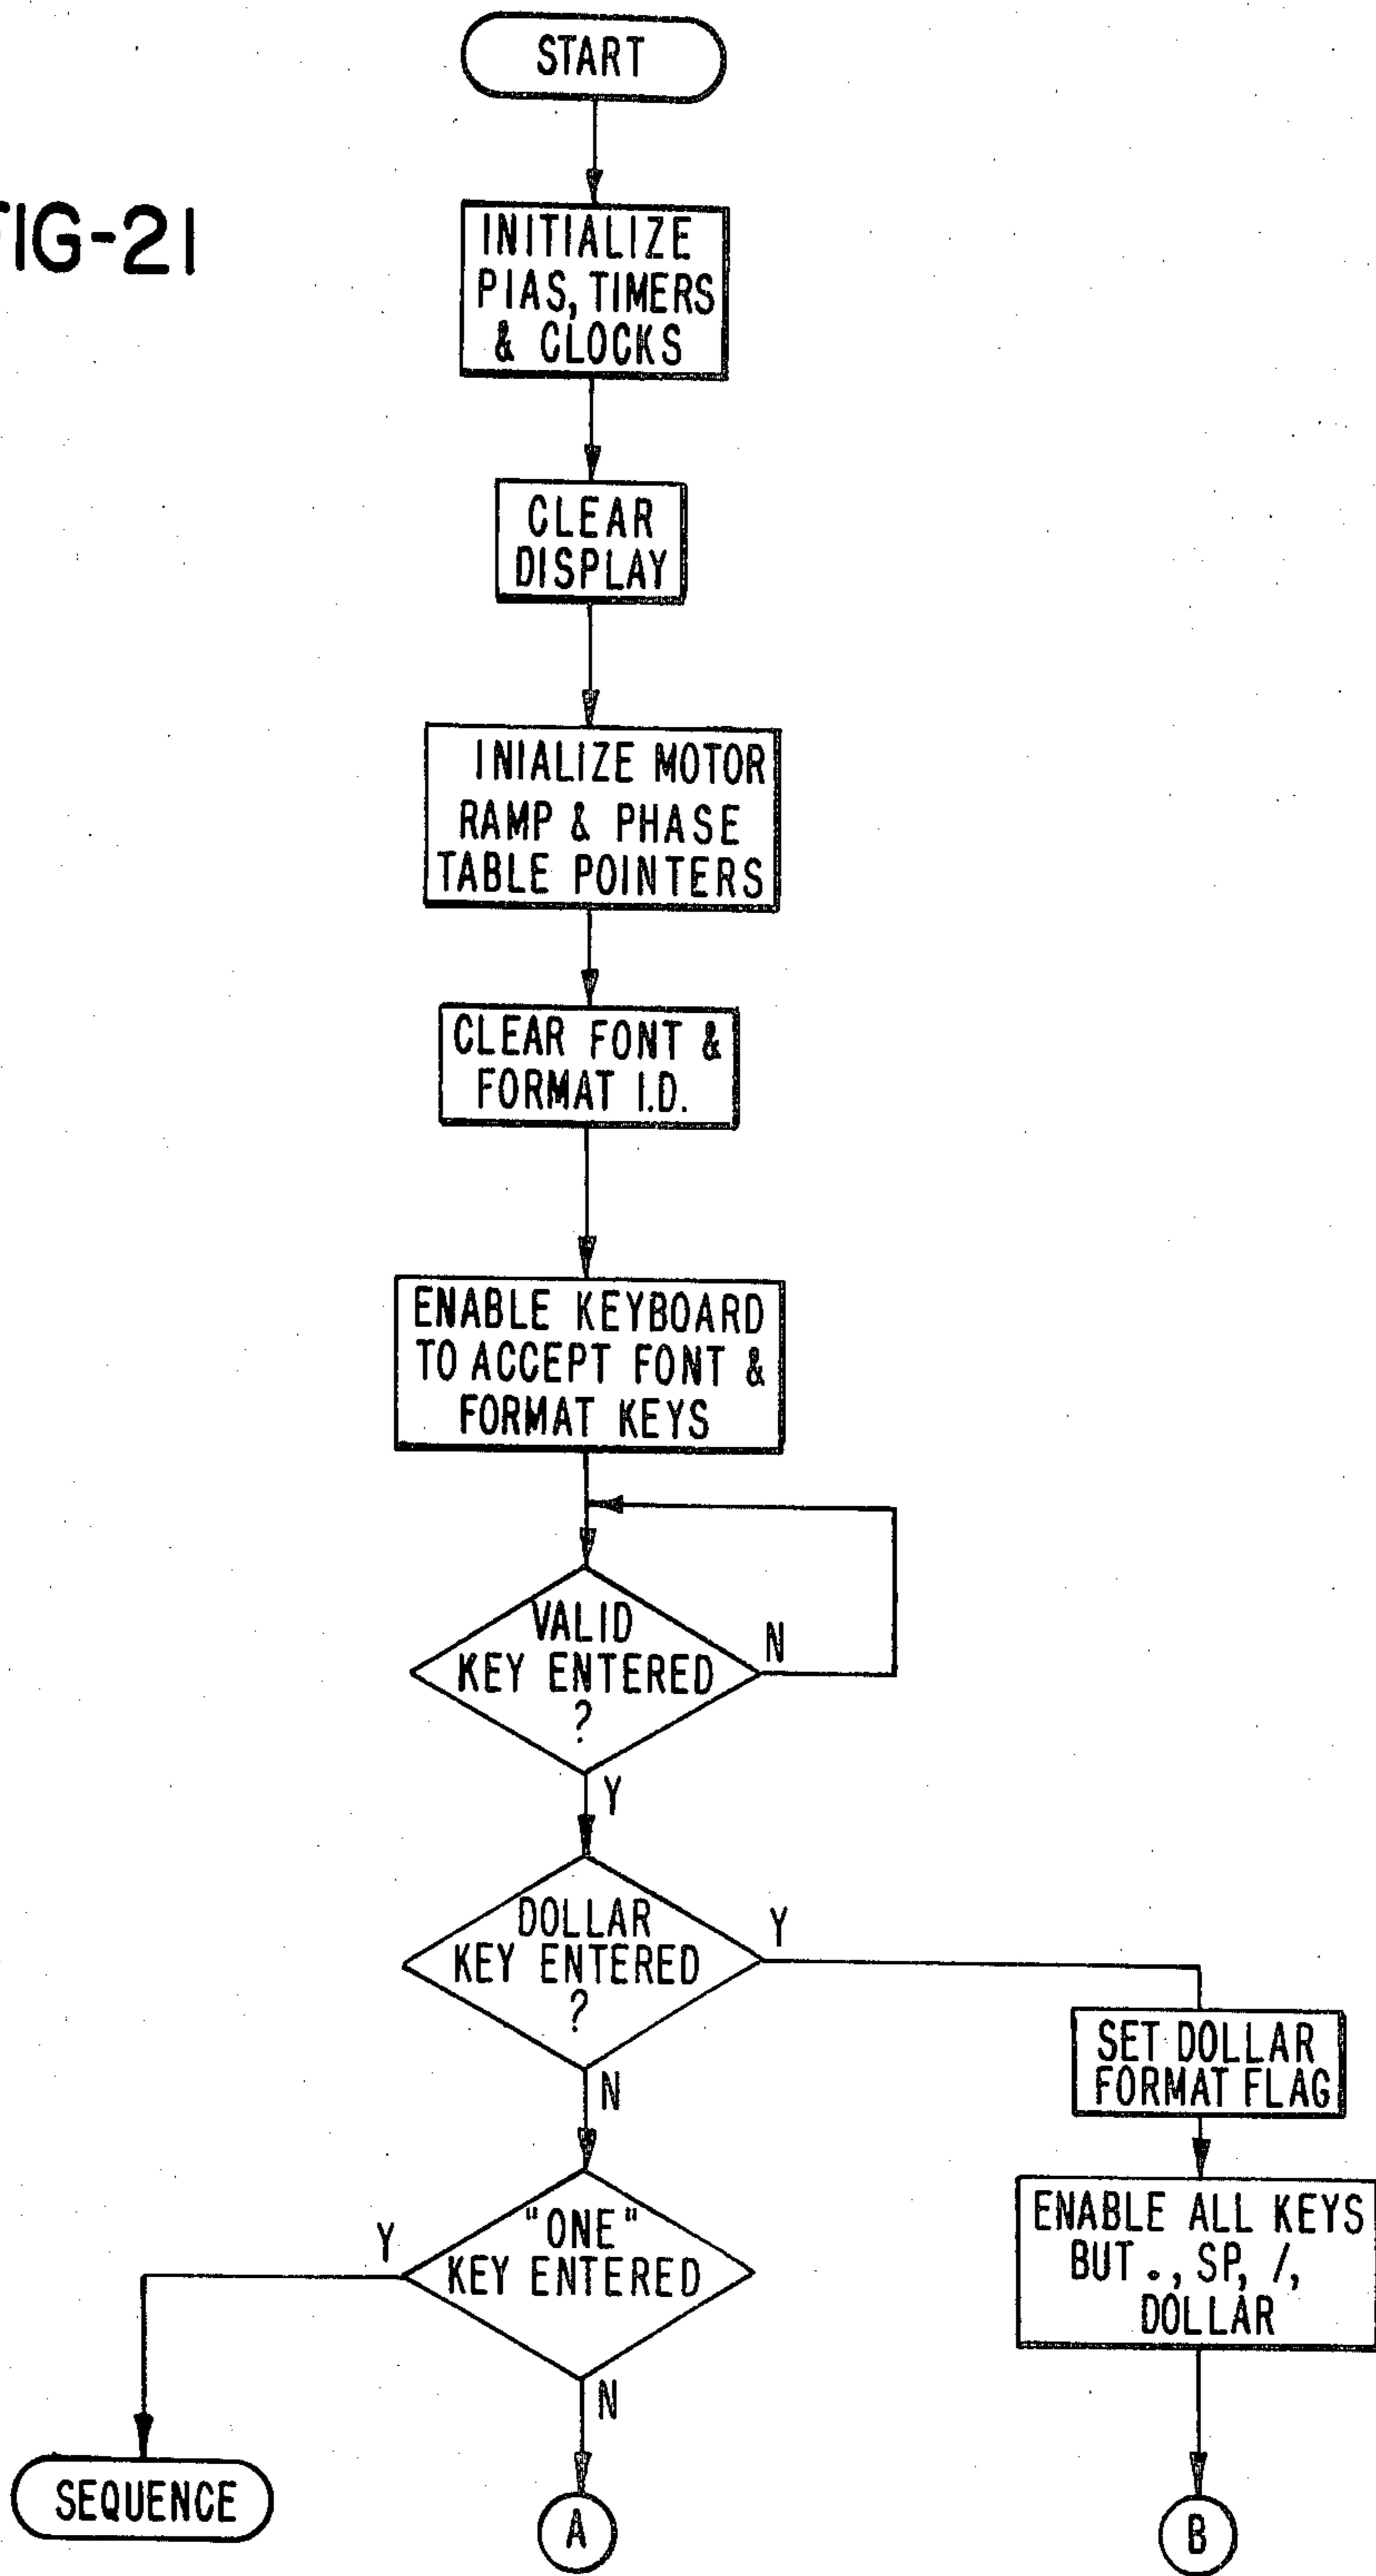 START
FIG-21
INITIALIZE
PIAS, TIMERS
& CLOCKS
CLEAR
DISPLAY
INIALIZE MOTOR
RAMP & PHASE
TABLE POINTERS
CLEAR FONT &
FORMAT I.D.
ENABLE KEYBOARD
TO ACCEPT FONT &
FORMAT KEYS
VALID
KEY ENTERED
?
N
Y
DOLLAR
KEY ENTERED
?
Y
N
SET DOLLAR
FORMAT FLAG
"ONE"
KEY ENTERED
Y
N
ENABLE ALL KEYS
BUT ., SP, /,
DOLLAR
SEQUENCE
A
B